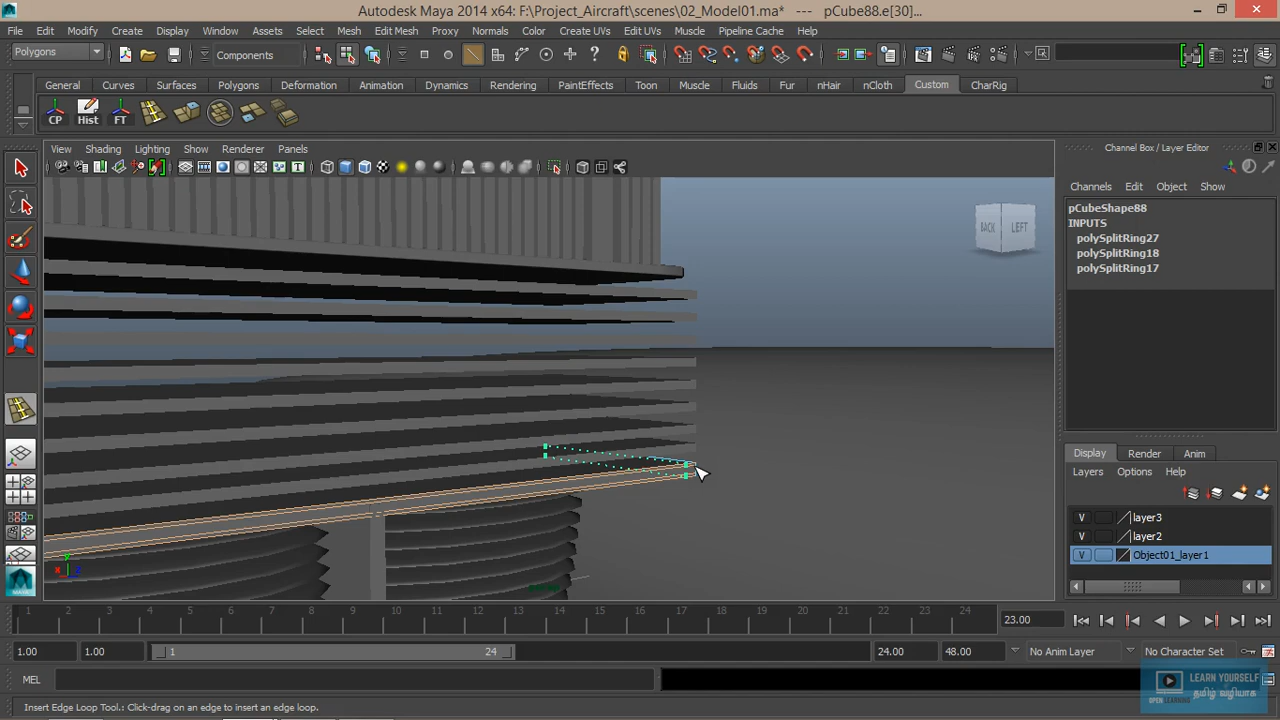 Autodesk Maya 2014 x64: F:\Project_Aircraft\scenes\02_Model01.ma* --- pCube88.e[30]...
File Edit Modify Create Display Window Assets Select Mesh Edit Mesh Proxy Normals Color Create UVs Edit UVs Muscle Pipeline Cache Help
Polygons Components
General Curves Surfaces Polygons Deformation Animation Dynamics Rendering PaintEffects Toon Muscle Fluids Fur nHair nCloth Custom CharRig
CP Hist FT
View Shading Lighting Show Renderer Panels
Channel Box / Layer Editor
Channels Edit Object Show
pCubeShape88
INPUTS
polySplitRing27
polySplitRing18
polySplitRing17
BACK LEFT
Display Render Anim
Layers Options Help
V layer3
V layer2
V Object01_layer1
y
x z
1 2 3 4 5 6 7 8 9 10 11 12 13 14 15 16 17 18 19 20 21 22 23 24 23.00
1.00 1.00 1 24 24.00 48.00 No Anim Layer No Character Set
MEL
Insert Edge Loop Tool.: Click-drag on an edge to insert an edge loop.
LEARN YOURSELF
தமிழ் வழியாக
OPEN LEARNING